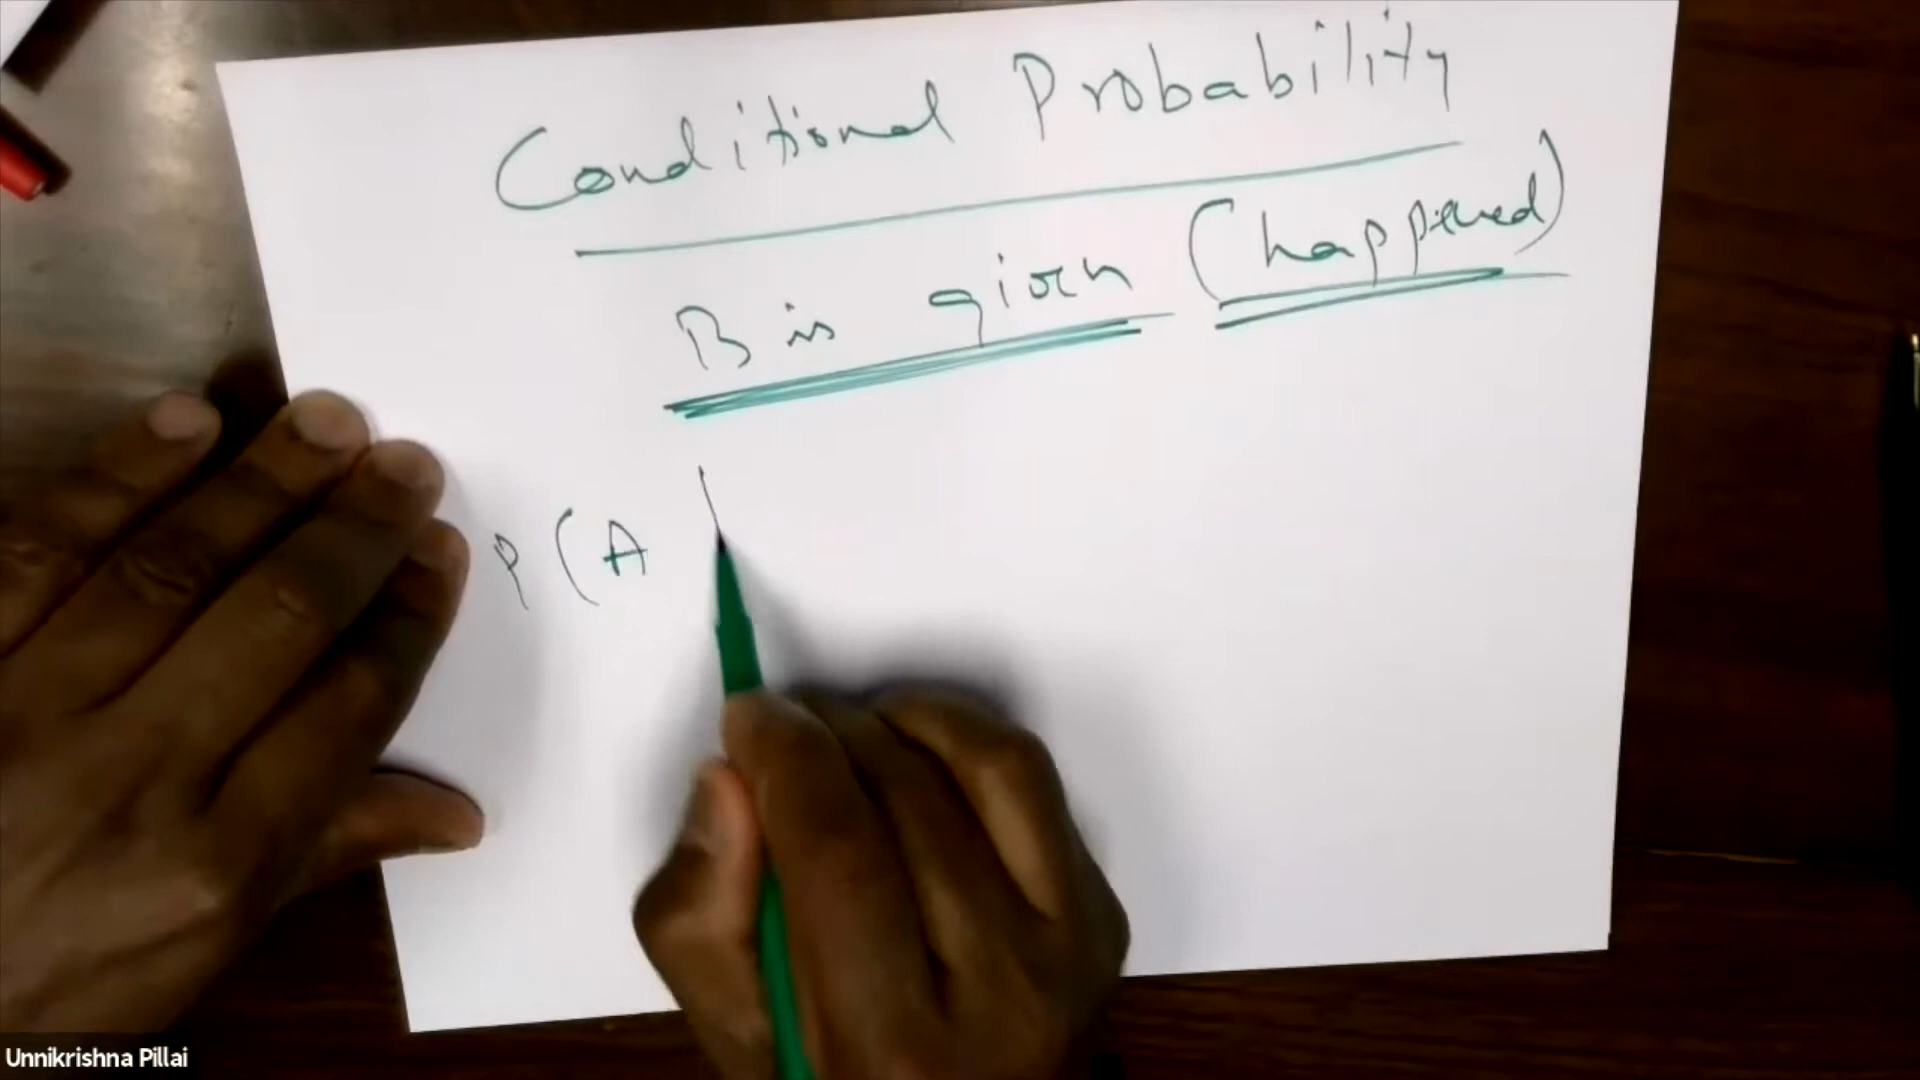 Conditional Probability
B is given (happened)
P(A |
Unnikrishna Pillai